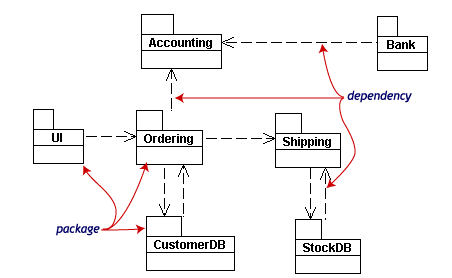 Accounting
Bank
dependency
UI
Ordering
Shipping
package
CustomerDB
StockDB